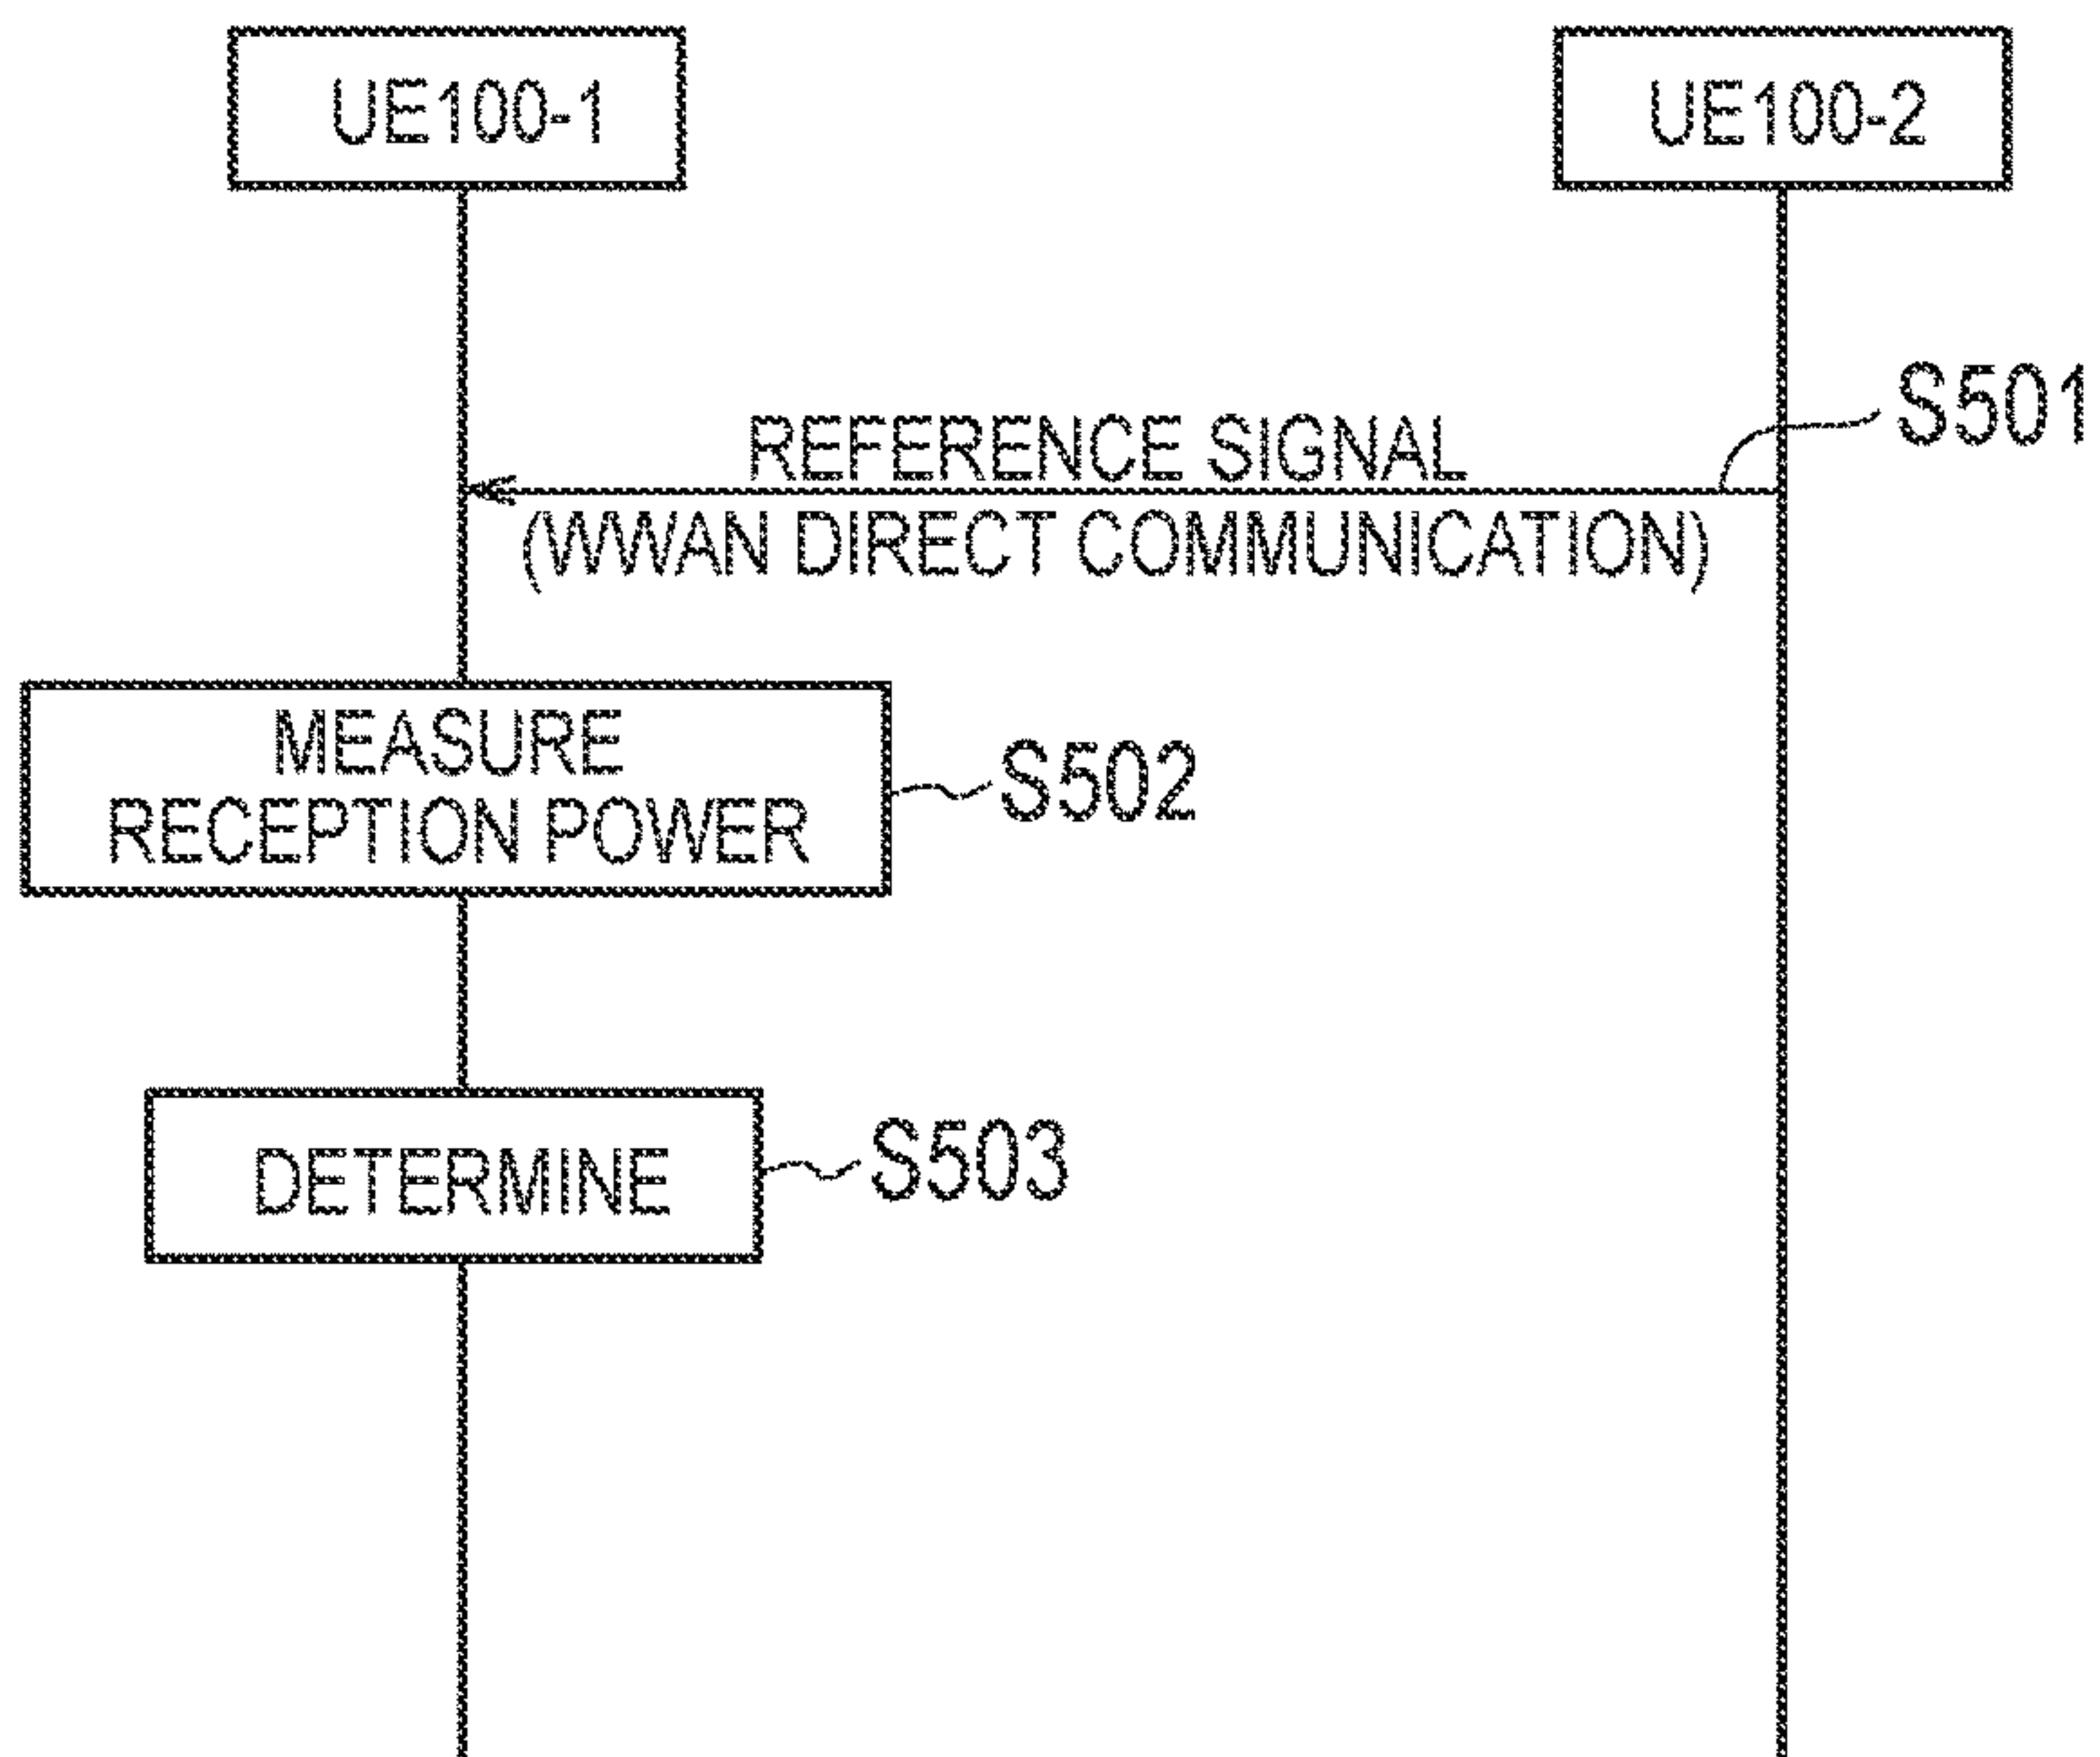 UE100-1
UE100-2
S501
REFERENCE SIGNAL
(WWAN DIRECT COMMUNICATION)
MEASURE
RECEPTION POWER
S502
DETERMINE
S503